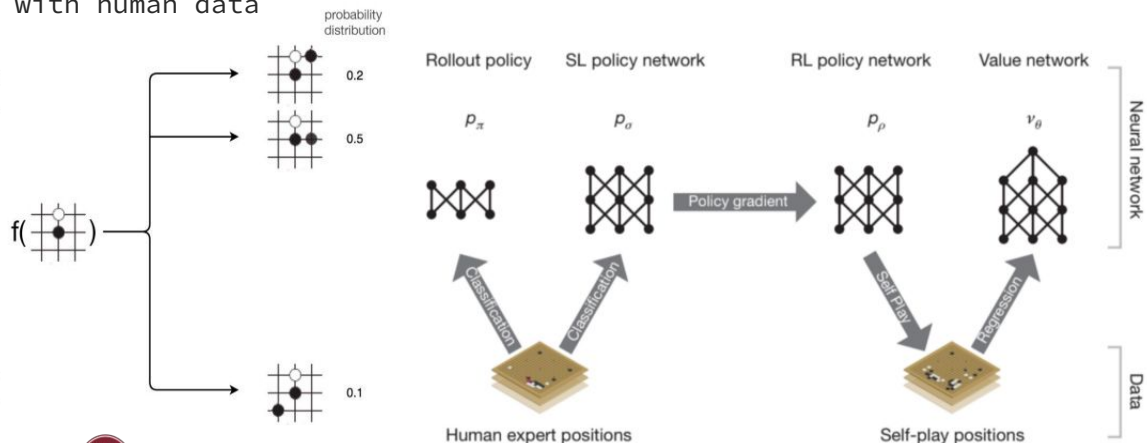 with human data
probability
distribution
0.2
0.5
f( )
0.1
Rollout policy
SL policy network
RL policy network
Value network
pπ
pσ
pρ
νθ
Policy gradient
Classification
Classification
Self Play
Regression
Human expert positions
Self-play positions
Neural network
Data